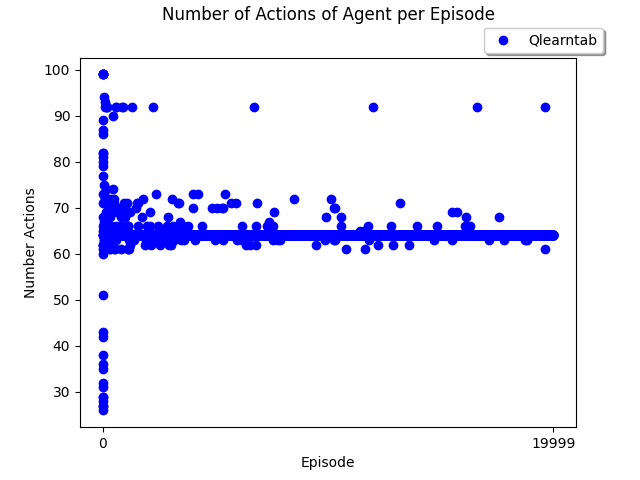 Number of Actions of Agent per Episode
Qlearntab
100
90
80
70
60
50
40
30
Number Actions
0
19999
Episode